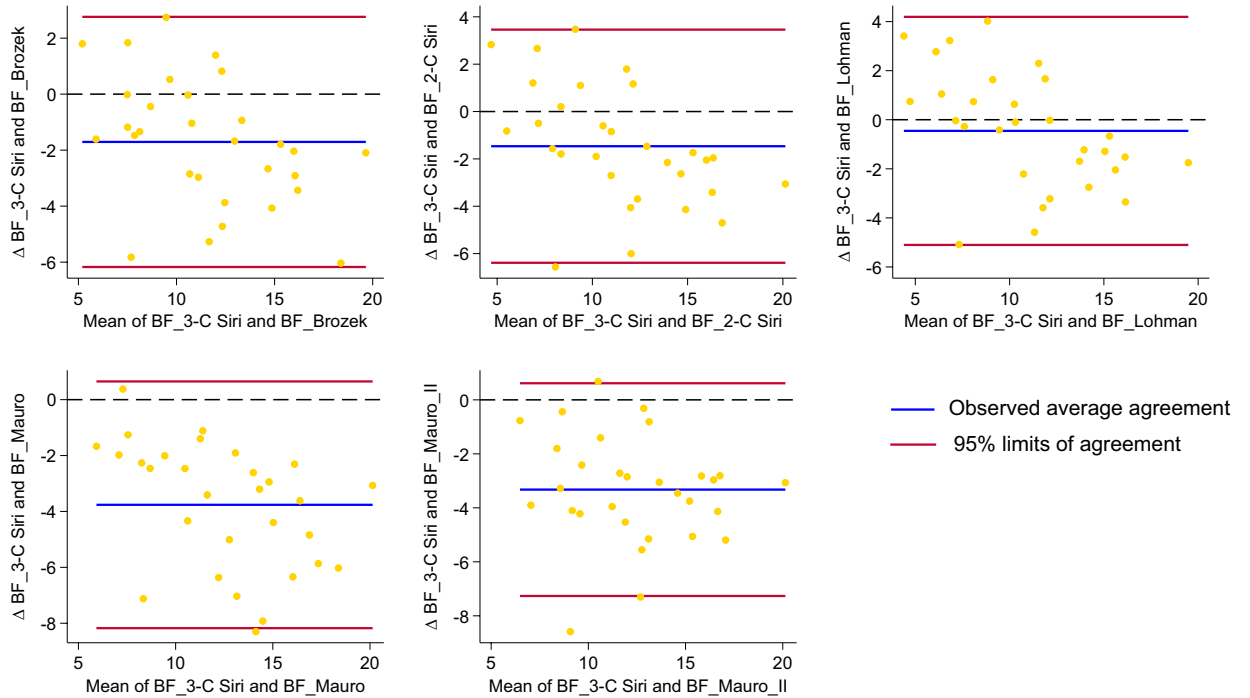 Δ BF_3-C Siri and BF_Brozek
2
0
-2
-4
-6
5 10 15 20
Mean of BF_3-C Siri and BF_Brozek
Δ BF_3-C Siri and BF_2-C Siri
4
2
0
-2
-4
-6
5 10 15 20
Mean of BF_3-C Siri and BF_2-C Siri
Δ BF_3-C Siri and BF_Lohman
4
2
0
-2
-4
-6
5 10 15 20
Mean of BF_3-C Siri and BF_Lohman
Δ BF_3-C Siri and BF_Mauro
0
-2
-4
-6
-8
5 10 15 20
Mean of BF_3-C Siri and BF_Mauro
Δ BF_3-C Siri and BF_Mauro_II
0
-2
-4
-6
-8
5 10 15 20
Mean of BF_3-C Siri and BF_Mauro_II
Observed average agreement
95% limits of agreement